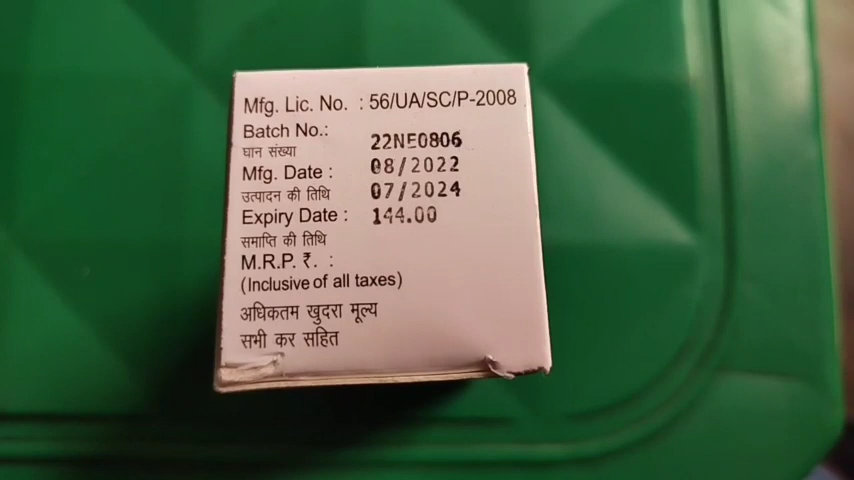 Mfg. Lic. No. : 56/UA/SC/P-2008
Batch No.:
घान संख्या
22NE0806
Mfg. Date :
08/2022
उत्पादन की तिथि
07/2024
Expiry Date :
144.00
समाप्ति की तिथि
M.R.P. ₹. :
(Inclusive of all taxes)
अधिकतम खुदरा मूल्य
सभी कर सहित